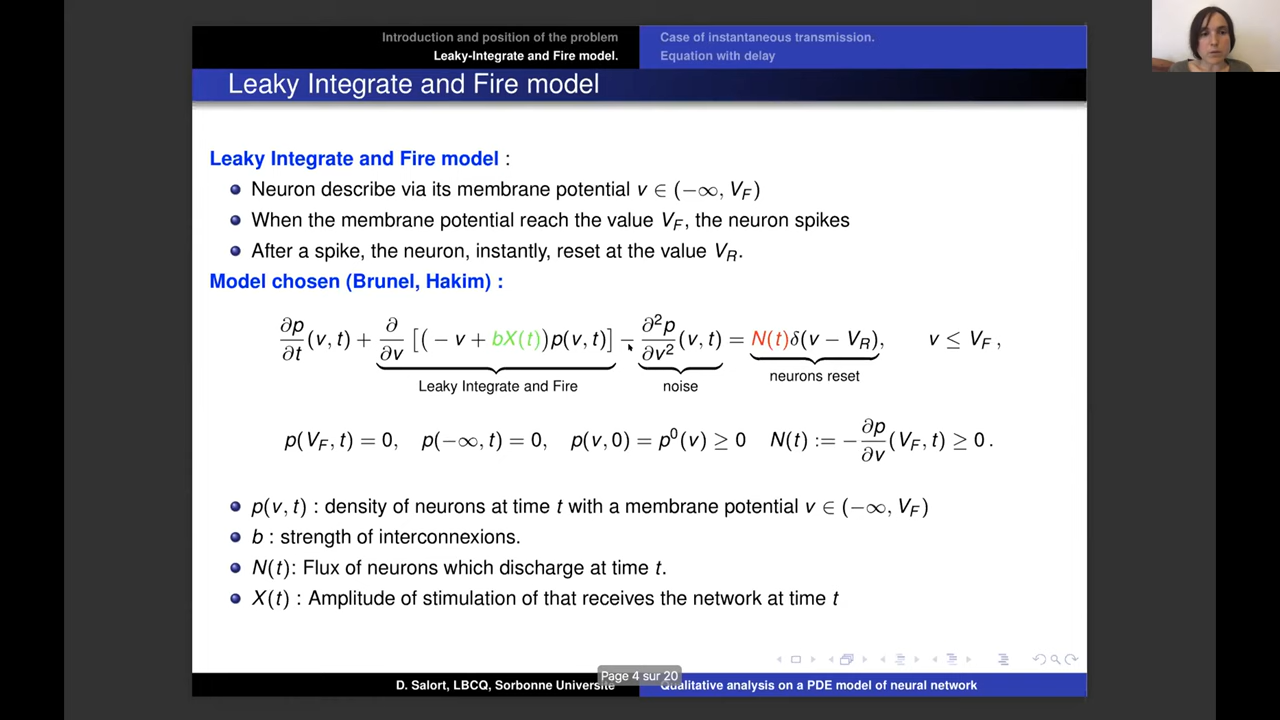 Introduction and position of the problem
Leaky-Integrate and Fire model.
Case of instantaneous transmission.
Equation with delay
Leaky Integrate and Fire model
Leaky Integrate and Fire model :
Neuron describe via its membrane potential v ∈ (−∞, V_F)
When the membrane potential reach the value V_F, the neuron spikes
After a spike, the neuron, instantly, reset at the value V_R.
Model chosen (Brunel, Hakim) :
∂p/∂t (v, t) + ∂/∂v [( − v + bX(t))p(v, t)] − ∂²p/∂v² (v, t) = N(t)δ(v − V_R), v ≤ V_F ,
Leaky Integrate and Fire noise neurons reset
p(V_F, t) = 0, p(−∞, t) = 0, p(v, 0) = p⁰(v) ≥ 0 N(t) := −∂p/∂v (V_F, t) ≥ 0 .
p(v, t) : density of neurons at time t with a membrane potential v ∈ (−∞, V_F)
b : strength of interconnexions.
N(t): Flux of neurons which discharge at time t.
X(t) : Amplitude of stimulation of that receives the network at time t
Page 4 sur 20
D. Salort, LBCQ, Sorbonne Université
Qualitative analysis on a PDE model of neural network